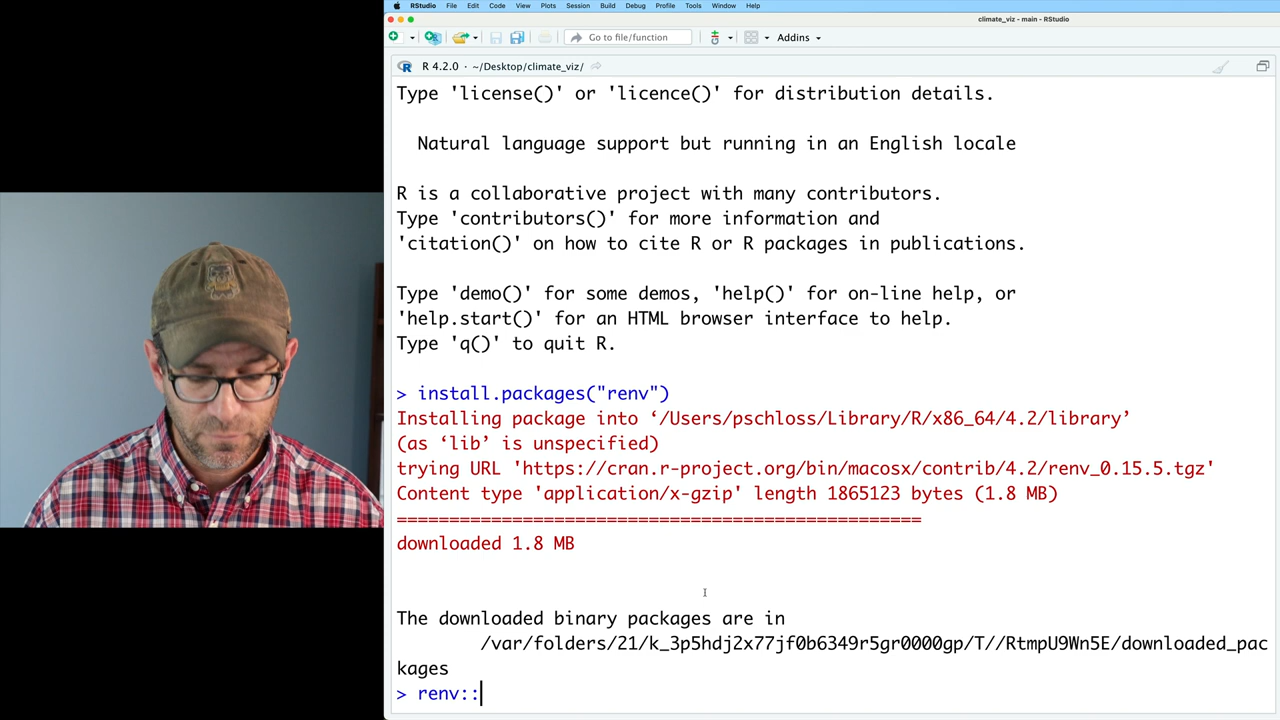 RStudio File Edit Code View Plots Session Build Debug Profile Tools Window Help
climate_viz - main - RStudio
Go to file/function Addins
R 4.2.0 · ~/Desktop/climate_viz/
Type 'license()' or 'licence()' for distribution details.
Natural language support but running in an English locale
R is a collaborative project with many contributors.
Type 'contributors()' for more information and
'citation()' on how to cite R or R packages in publications.
Type 'demo()' for some demos, 'help()' for on-line help, or
'help.start()' for an HTML browser interface to help.
Type 'q()' to quit R.
> install.packages("renv")
Installing package into ‘/Users/pschloss/Library/R/x86_64/4.2/library’
(as ‘lib’ is unspecified)
trying URL 'https://cran.r-project.org/bin/macosx/contrib/4.2/renv_0.15.5.tgz'
Content type 'application/x-gzip' length 1865123 bytes (1.8 MB)
==================================================
downloaded 1.8 MB
The downloaded binary packages are in
/var/folders/21/k_3p5hdj2x77jf0b6349r5gr0000gp/T//RtmpU9Wn5E/downloaded_pac
kages
> renv::